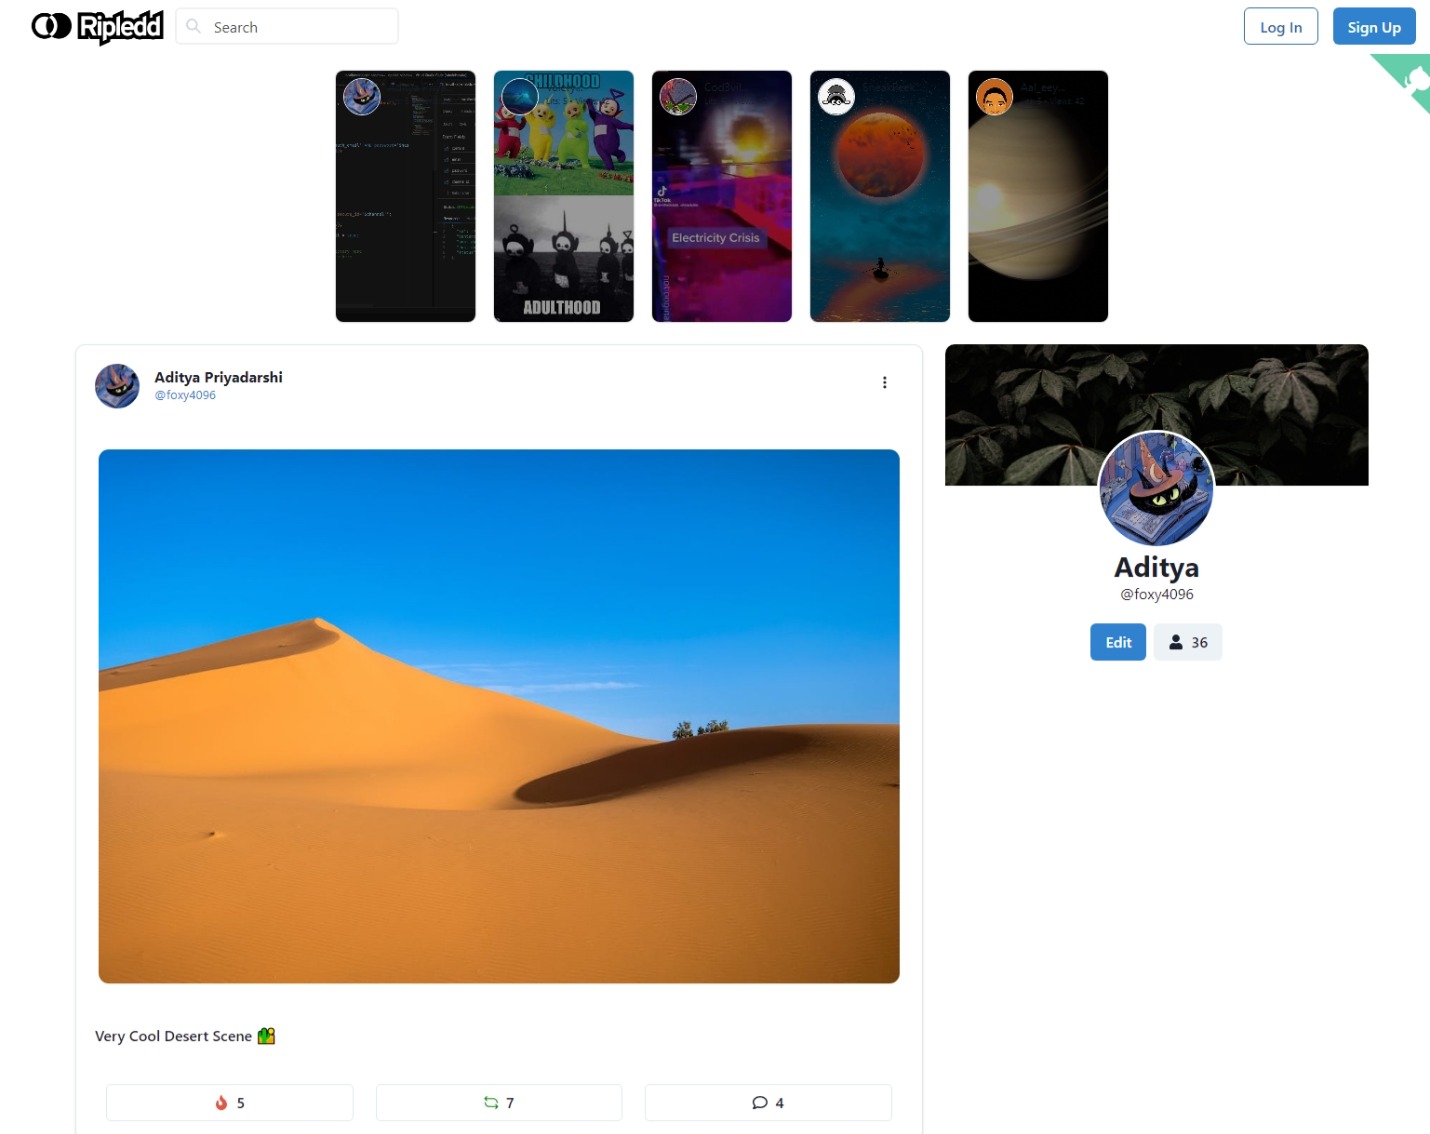 Ripledd
Search
Log In
Sign Up
CHILDHOOD
ADULTHOOD
TikTok
Electricity Crisis
Aditya Priyadarshi
@foxy4096
Very Cool Desert Scene
5
7
4
Aditya
@foxy4096
Edit
36